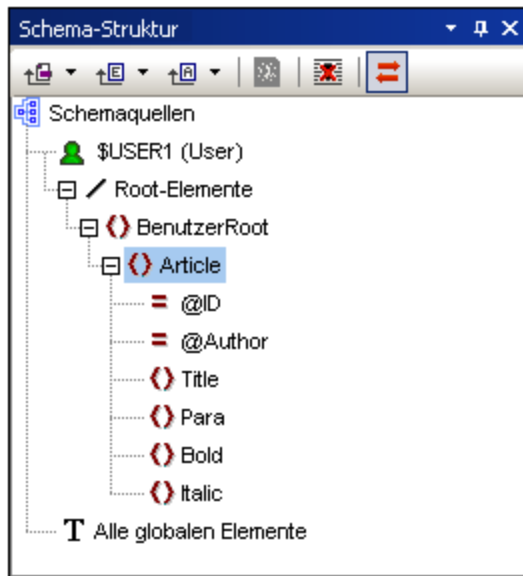 Schema-Struktur
Schemaquellen
$USER1 (User)
Root-Elemente
BenutzerRoot
Article
@ID
@Author
Title
Para
Bold
Italic
T Alle globalen Elemente